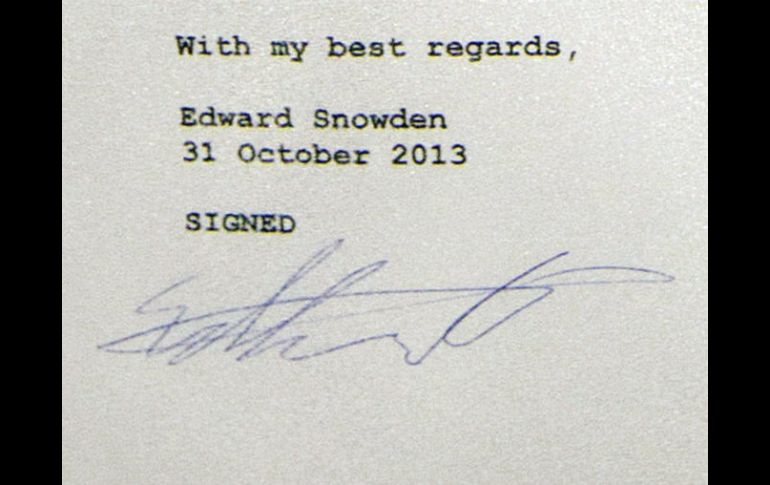 With my best regards,
Edward Snowden
31 October 2013
SIGNED